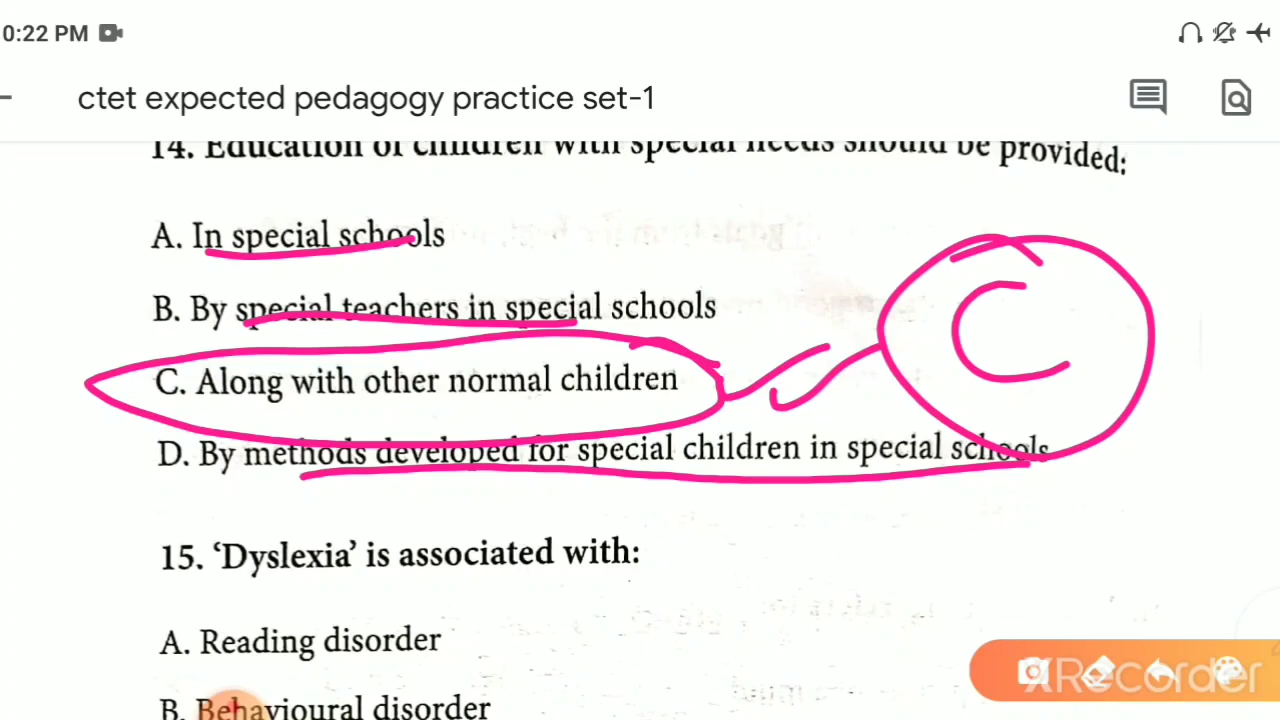 0:22 PM
ctet expected pedagogy practice set-1
14. Education of children with special needs should be provided:
A. In special schools
B. By special teachers in special schools
C. Along with other normal children
C
D. By methods developed for special children in special schools
15. ‘Dyslexia’ is associated with:
A. Reading disorder
XRecorder
B. Behavioural disorder